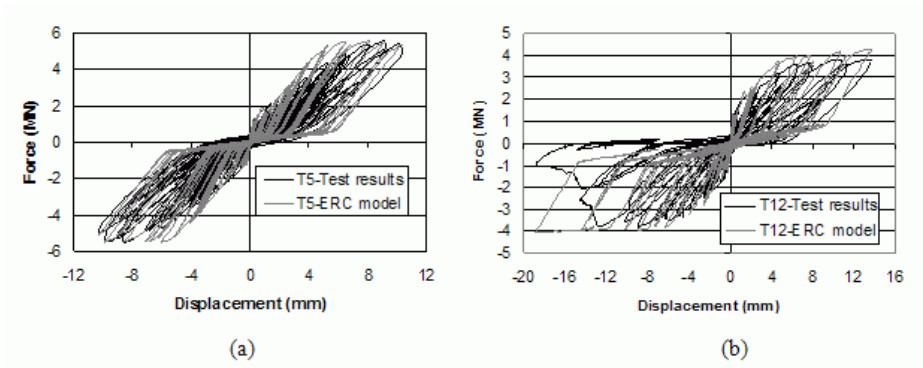 6
4
2
0
-2
-4
-6
-12 -8 -4 0 4 8 12
Force (MN)
Displacement (mm)
T5-Test results
T5-ERC model
(a)
5
4
3
2
1
0
-1
-2
-3
-4
-5
-20 -16 -12 -8 -4 0 4 8 12 16
Force ( MN)
Displacement (mm)
T12-Test results
T12-ERC model
(b)